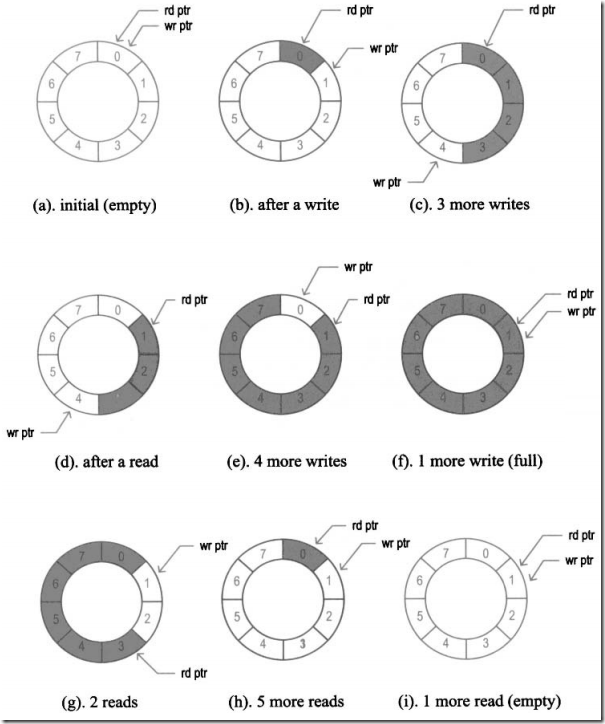 rd ptr
wr ptr
7 0
6 1
5 2
4 3
(a). initial (empty)
rd ptr
wr ptr
7 0
6 1
5 2
4 3
(b). after a write
rd ptr
7 0
6 1
5 2
4 3
wr ptr
(c). 3 more writes
rd ptr
7 0
6 1
5 2
4
wr ptr
(d). after a read
wr ptr
rd ptr
7 0
6 1
5 2
4 3
(e). 4 more writes
rd ptr
wr ptr
7 0
6 1
5 2
4 3
(f). 1 more write (full)
wr ptr
7 0
6 1
5 2
4 3
rd ptr
(g). 2 reads
rd ptr
wr ptr
7 0
6 1
5 2
4 3
(h). 5 more reads
rd ptr
wr ptr
7 0
6 1
5 2
4 3
(i). 1 more read (empty)